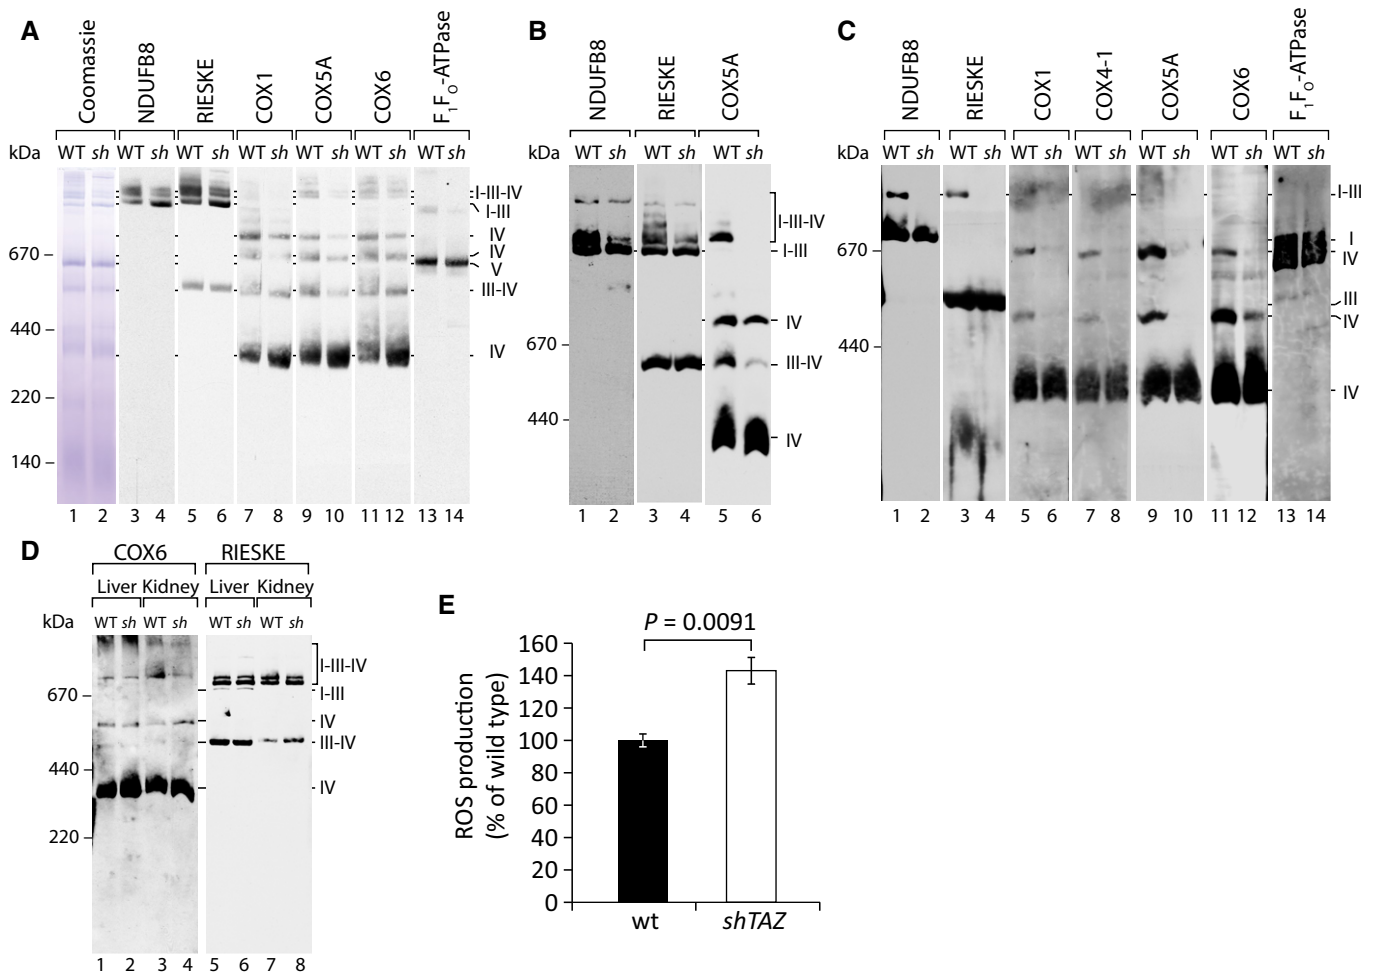 A
Coomassie
NDUFB8
RIESKE
COX1
COX5A
COX6
F1FO-ATPase
kDa
WT sh WT sh WT sh WT sh WT sh WT sh WT sh
670
440
220
140
I-III-IV
I-III
IV
IV
V
III-IV
IV
1 2 3 4 5 6 7 8 9 10 11 12 13 14
B
NDUFB8
RIESKE
COX5A
kDa
WT sh WT sh WT sh
670
440
I-III-IV
I-III
IV
III-IV
IV
1 2 3 4 5 6
C
NDUFB8
RIESKE
COX1
COX4-1
COX5A
COX6
F1FO-ATPase
kDa
WT sh WT sh WT sh WT sh WT sh WT sh WT sh
670
440
I-III
I
IV
III
IV
IV
1 2 3 4 5 6 7 8 9 10 11 12 13 14
D
COX6 RIESKE
Liver Kidney Liver Kidney
kDa
WT sh WT sh WT sh WT sh
670
440
220
I-III-IV
I-III
IV
III-IV
IV
1 2 3 4 5 6 7 8
E
P = 0.0091
ROS production
(% of wild type)
160
140
120
100
80
60
40
20
0
wt shTAZ